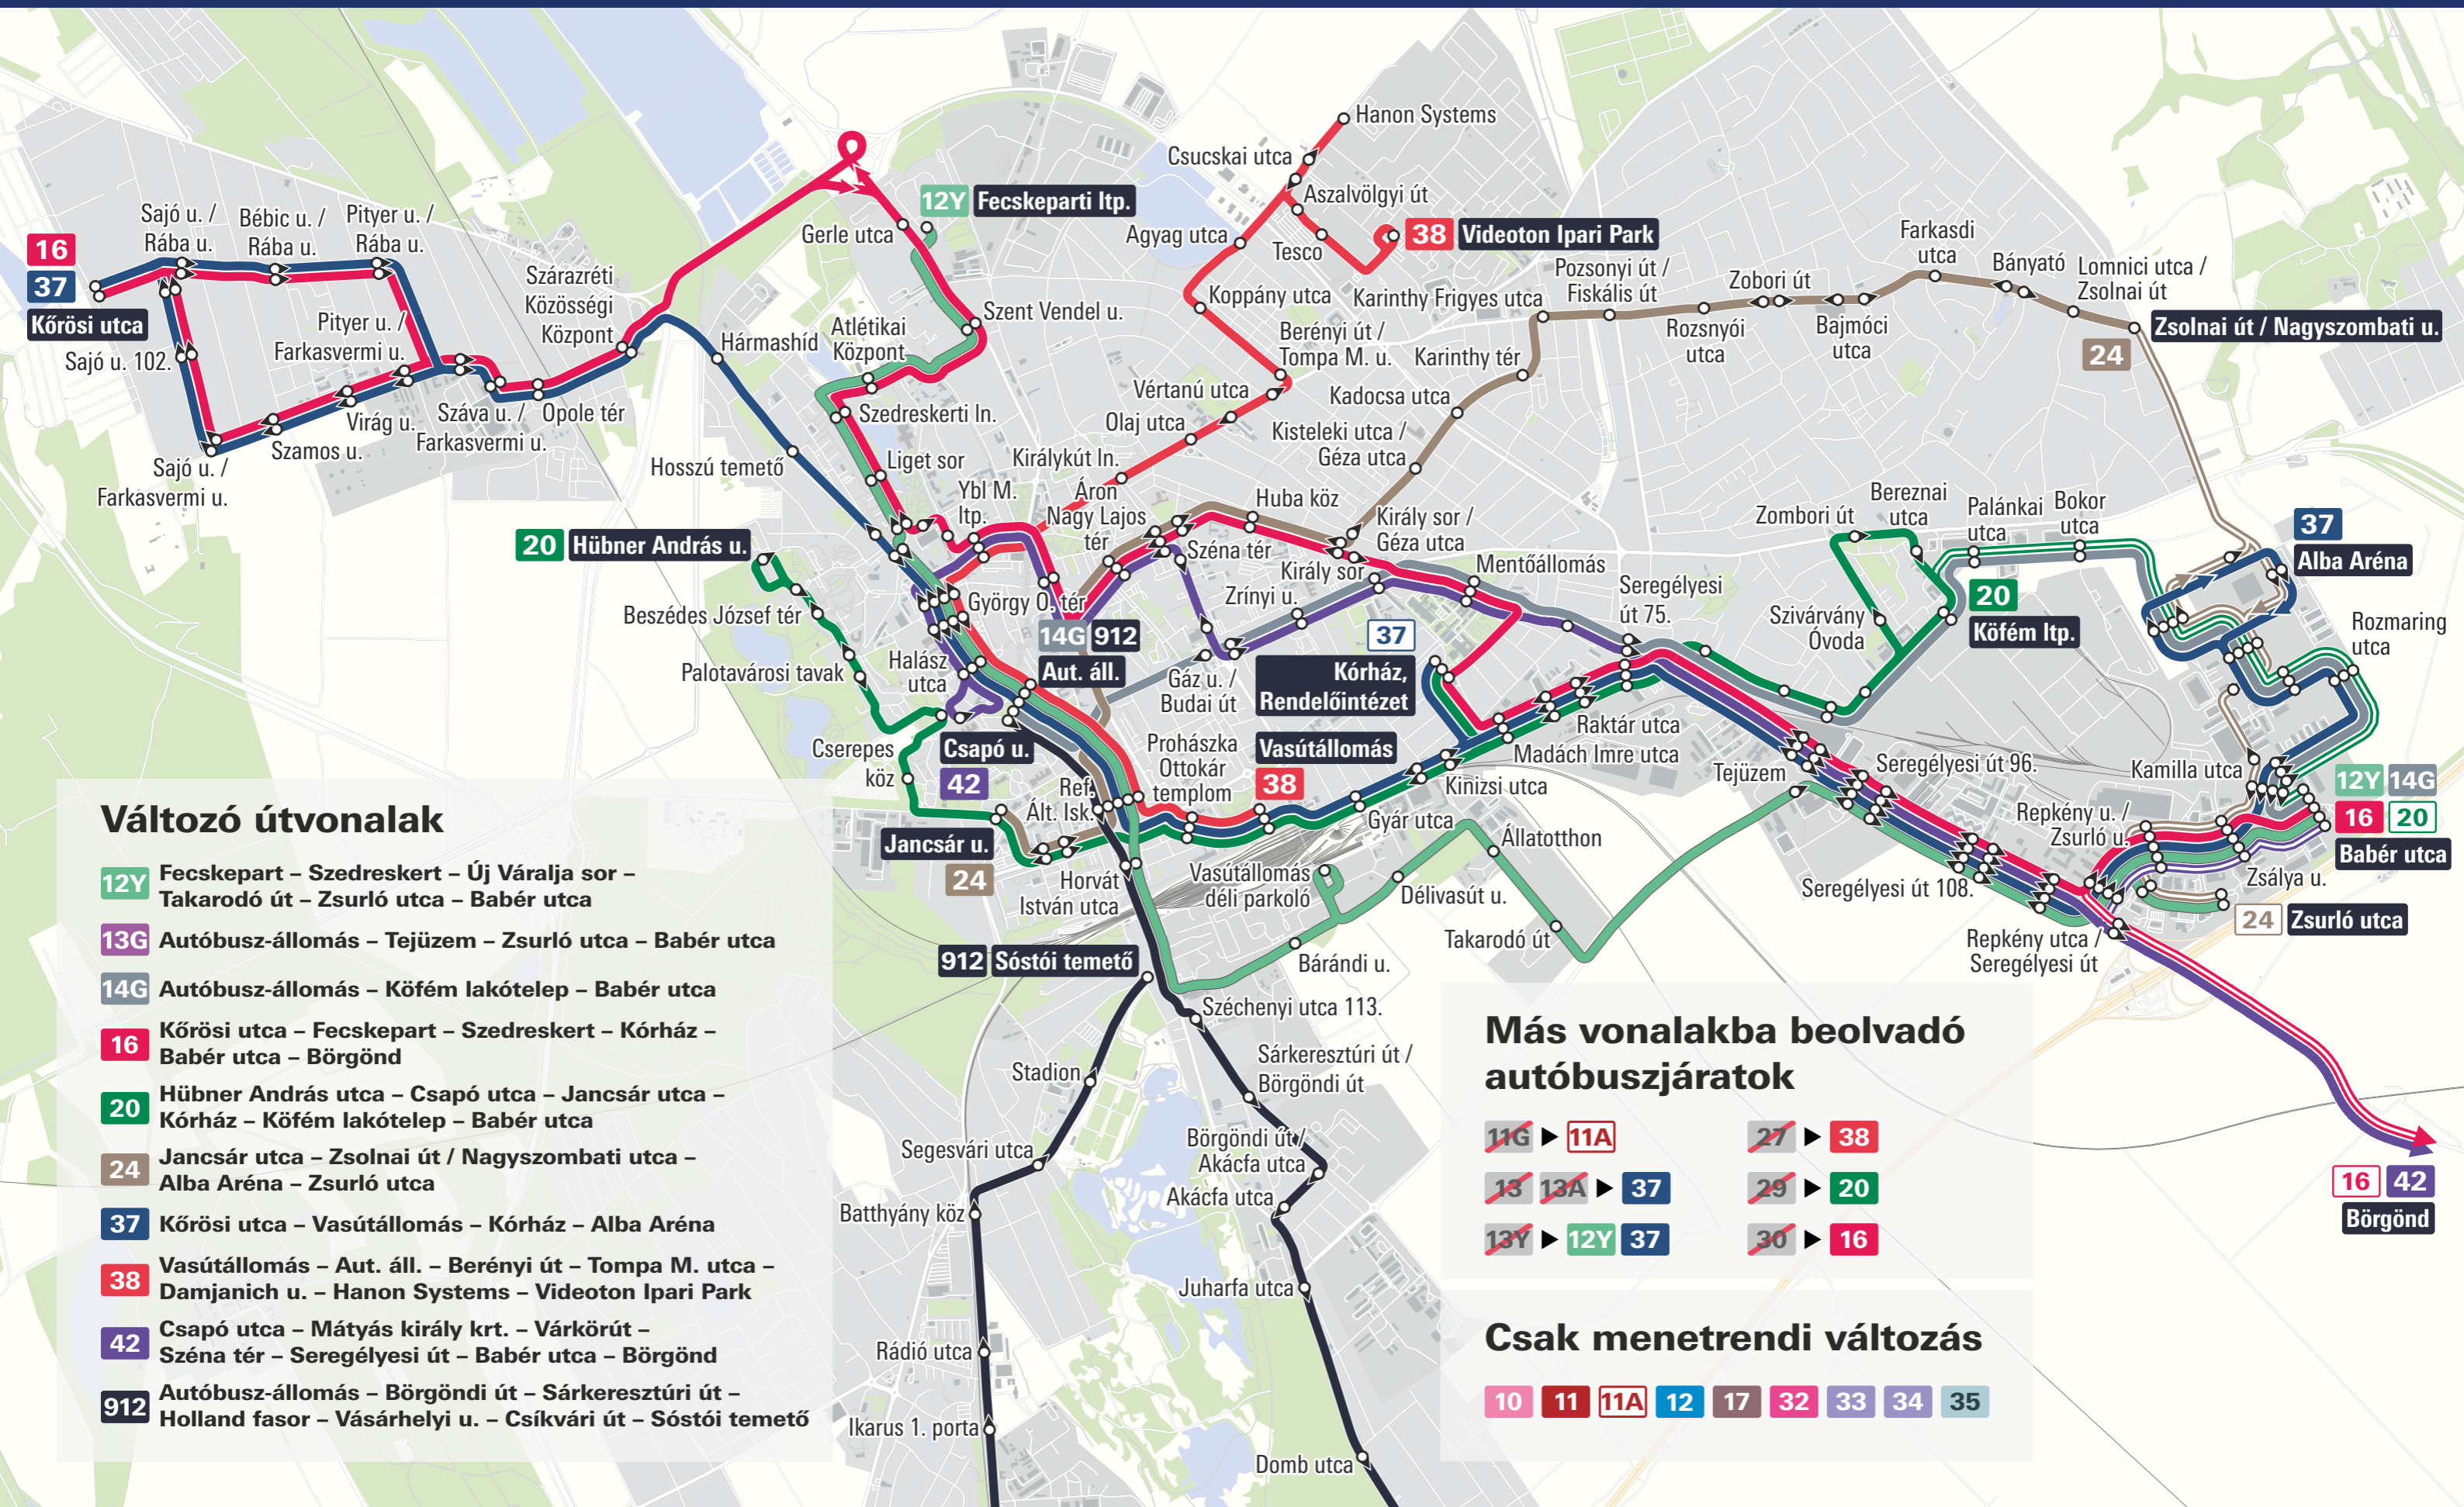 Hanon Systems
Csucskai utca
Aszalvölgyi út
12Y Fecskeparti ltp.
Gerle utca
Agyag utca
Tesco
38 Videoton Ipari Park
Sajó u. /
Rába u.
Bébic u. /
Rába u.
Pityer u. /
Rába u.
16
37
Kőrösi utca
Sajó u. 102.
Pityer u. /
Farkasvermi u.
Szárazréti
Közösségi
Központ
Hármashíd
Atlétikai
Központ
Szent Vendel u.
Koppány utca
Karinthy Frigyes utca
Pozsonyi út /
Fiskális út
Zobori út
Farkasdi
utca
Bányató
Lomnici utca /
Zsolnai út
Rozsnyói
utca
Bajmóci
utca
Zsolnai út / Nagyszombati u.
24
Berényi út /
Tompa M. u.
Karinthy tér
Vértanú utca
Kadocsa utca
Olaj utca
Kisteleki utca /
Géza utca
Szedreskerti ln.
Virág u.
Száva u. /
Farkasvermi u.
Opole tér
Szamos u.
Sajó u. /
Farkasvermi u.
Hosszú temető
Liget sor
Királykút ln.
Ybl M.
ltp.
Áron
Nagy Lajos
tér
Huba köz
Király sor /
Géza utca
Széna tér
Király sor
Mentőállomás
Zrínyi u.
Seregélyesi
út 75.
Zombori út
Bereznai
utca
Palánkai
utca
Bokor
utca
37
Alba Aréna
20 Hübner András u.
Beszédes József tér
György O. tér
14G 912
Aut. áll.
37
Kórház,
Rendelőintézet
Szivárvány
Óvoda
20
Köfém ltp.
Rozmaring
utca
Palotavárosi tavak
Halász
utca
Gáz u. /
Budai út
Raktár utca
Cserepes
köz
Csapó u.
42
Prohászka
Ottokár
templom
Vasútállomás
38
Madách Imre utca
Kinizsi utca
Tejüzem
Seregélyesi út 96.
Kamilla utca
12Y 14G
16 20
Babér utca
Ref.
Ált. Isk.
Gyár utca
Jancsár u.
24
Repkény u. /
Zsurló u.
Állatotthon
Horvát
István utca
Vasútállomás
déli parkoló
Délivasút u.
Seregélyesi út 108.
Zsálya u.
24 Zsurló utca
Takarodó út
Repkény utca /
Seregélyesi út
912 Sóstói temető
Bárándi u.
Széchenyi utca 113.
Stadion
Sárkeresztúri út /
Börgöndi út
Segesvári utca
Börgöndi út /
Akácfa utca
Akácfa utca
Batthyány köz
16 42
Börgönd
Juharfa utca
Rádió utca
Ikarus 1. porta
Domb utca
Változó útvonalak
12Y Fecskepart – Szedreskert – Új Váralja sor –
Takarodó út – Zsurló utca – Babér utca
13G Autóbusz-állomás – Tejüzem – Zsurló utca – Babér utca
14G Autóbusz-állomás – Köfém lakótelep – Babér utca
16 Kőrösi utca – Fecskepart – Szedreskert – Kórház –
Babér utca – Börgönd
20 Hübner András utca – Csapó utca – Jancsár utca –
Kórház – Köfém lakótelep – Babér utca
24 Jancsár utca – Zsolnai út / Nagyszombati utca –
Alba Aréna – Zsurló utca
37 Kőrösi utca – Vasútállomás – Kórház – Alba Aréna
38 Vasútállomás – Aut. áll. – Berényi út – Tompa M. utca –
Damjanich u. – Hanon Systems – Videoton Ipari Park
42 Csapó utca – Mátyás király krt. – Várkörút –
Széna tér – Seregélyesi út – Babér utca – Börgönd
912 Autóbusz-állomás – Börgöndi út – Sárkeresztúri út –
Holland fasor – Vásárhelyi u. – Csíkvári út – Sóstói temető
Más vonalakba beolvadó
autóbuszjáratok
11G ▶ 11A
27 ▶ 38
13 13A ▶ 37
29 ▶ 20
13Y ▶ 12Y 37
30 ▶ 16
Csak menetrendi változás
10 11 11A 12 17 32 33 34 35